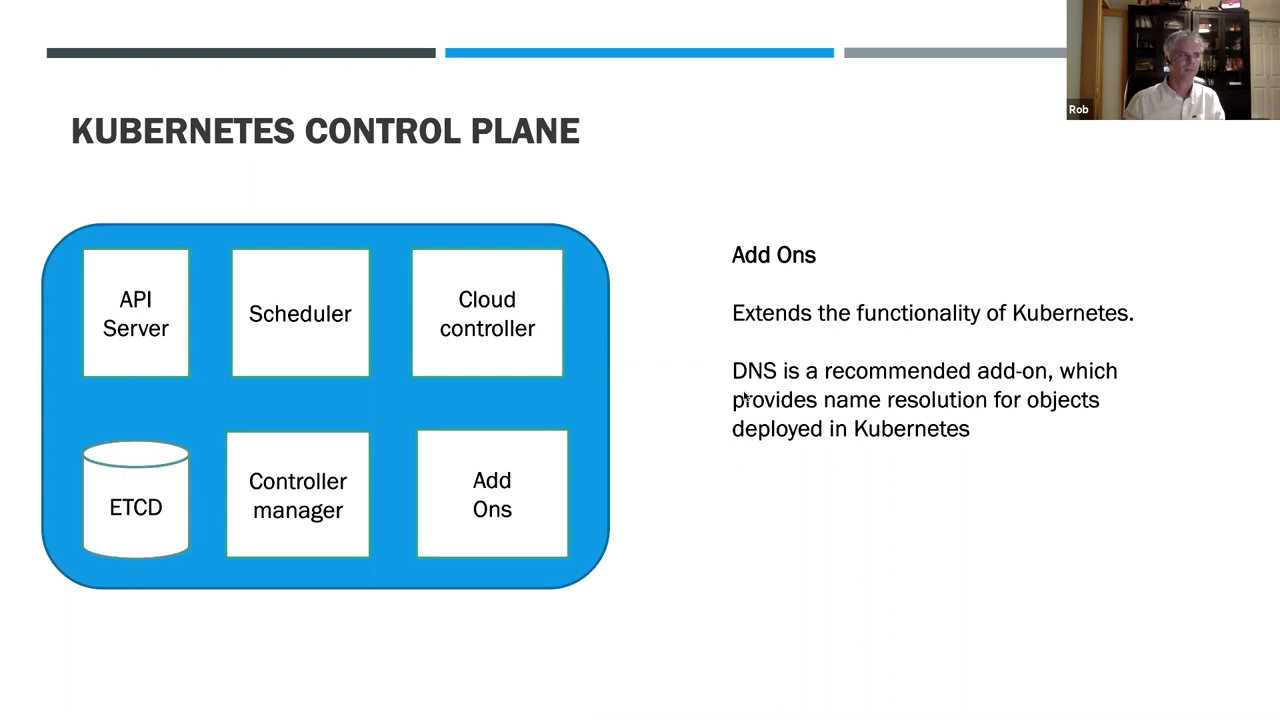 Rob
KUBERNETES CONTROL PLANE
API
Server
Scheduler
Cloud
controller
ETCD
Controller
manager
Add
Ons
Add Ons
Extends the functionality of Kubernetes.
DNS is a recommended add-on, which
provides name resolution for objects
deployed in Kubernetes